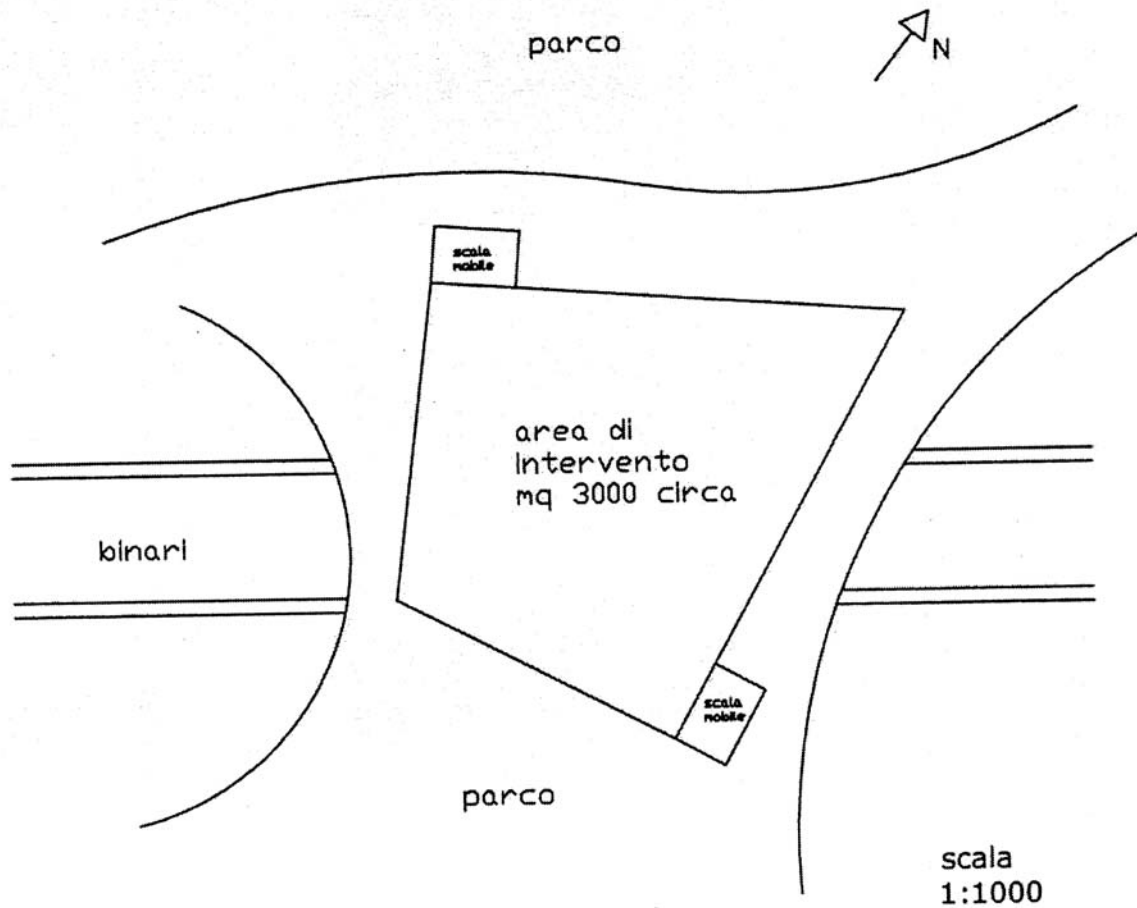 parco
N
scala
mobile
area di
intervento
mq 3000 circa
binari
scala
mobile
parco
scala
1:1000